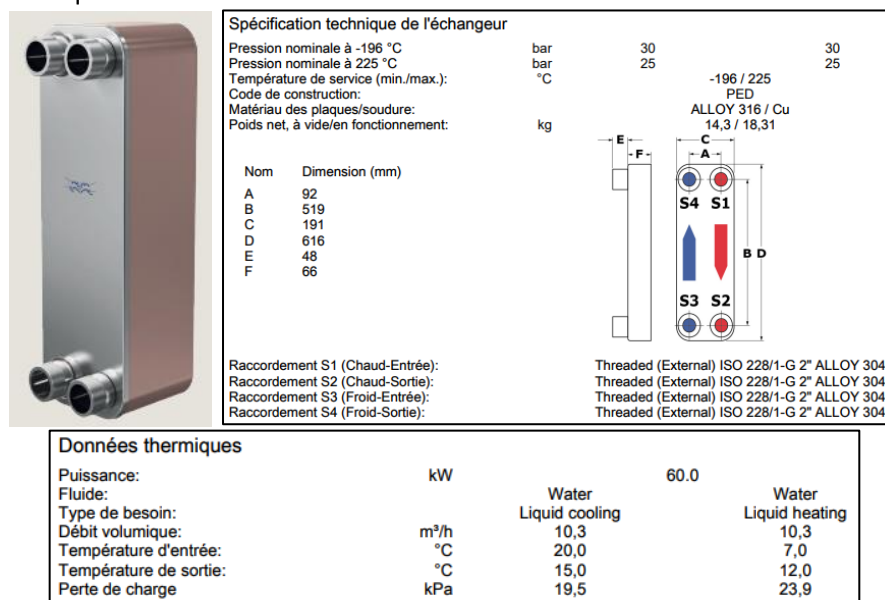 Spécification technique de l'échangeur
Pression nominale à -196 °C bar 30 30
Pression nominale à 225 °C bar 25 25
Température de service (min./max.): °C -196 / 225
Code de construction: PED
Matériau des plaques/soudure: ALLOY 316 / Cu
Poids net, à vide/en fonctionnement: kg 14,3 / 18,31
E C
F A
Nom Dimension (mm)
A 92
B 519
C 191
D 616
E 48
F 66
S4 S1
B D
S3 S2
Raccordement S1 (Chaud-Entrée): Threaded (External) ISO 228/1-G 2" ALLOY 304
Raccordement S2 (Chaud-Sortie): Threaded (External) ISO 228/1-G 2" ALLOY 304
Raccordement S3 (Froid-Entrée): Threaded (External) ISO 228/1-G 2" ALLOY 304
Raccordement S4 (Froid-Sortie): Threaded (External) ISO 228/1-G 2" ALLOY 304
Données thermiques
Puissance: kW 60.0
Fluide: Water Water
Type de besoin: Liquid cooling Liquid heating
Débit volumique: m³/h 10,3 10,3
Température d'entrée: °C 20,0 7,0
Température de sortie: °C 15,0 12,0
Perte de charge kPa 19,5 23,9